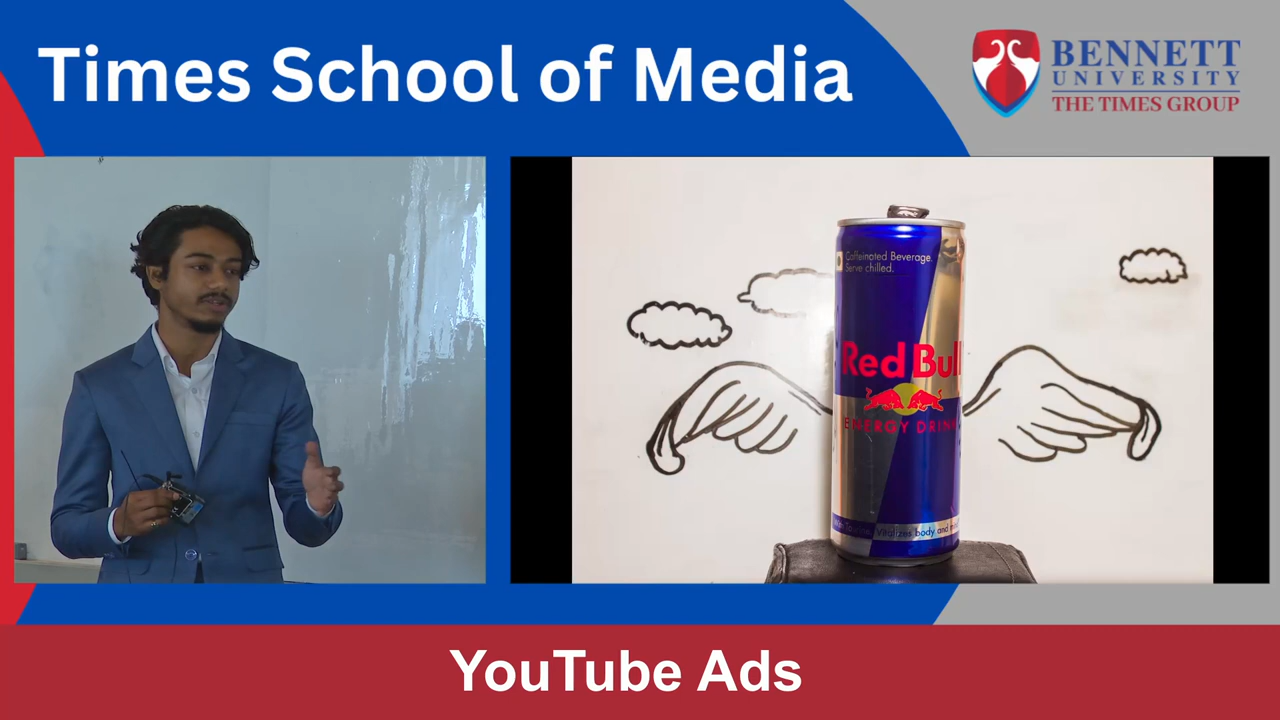 Times School of Media
BENNETT
UNIVERSITY
THE TIMES GROUP
Caffeinated Beverage.
Serve chilled.
Red Bull
ENERGY DRINK
Vitalizes body and
YouTube Ads